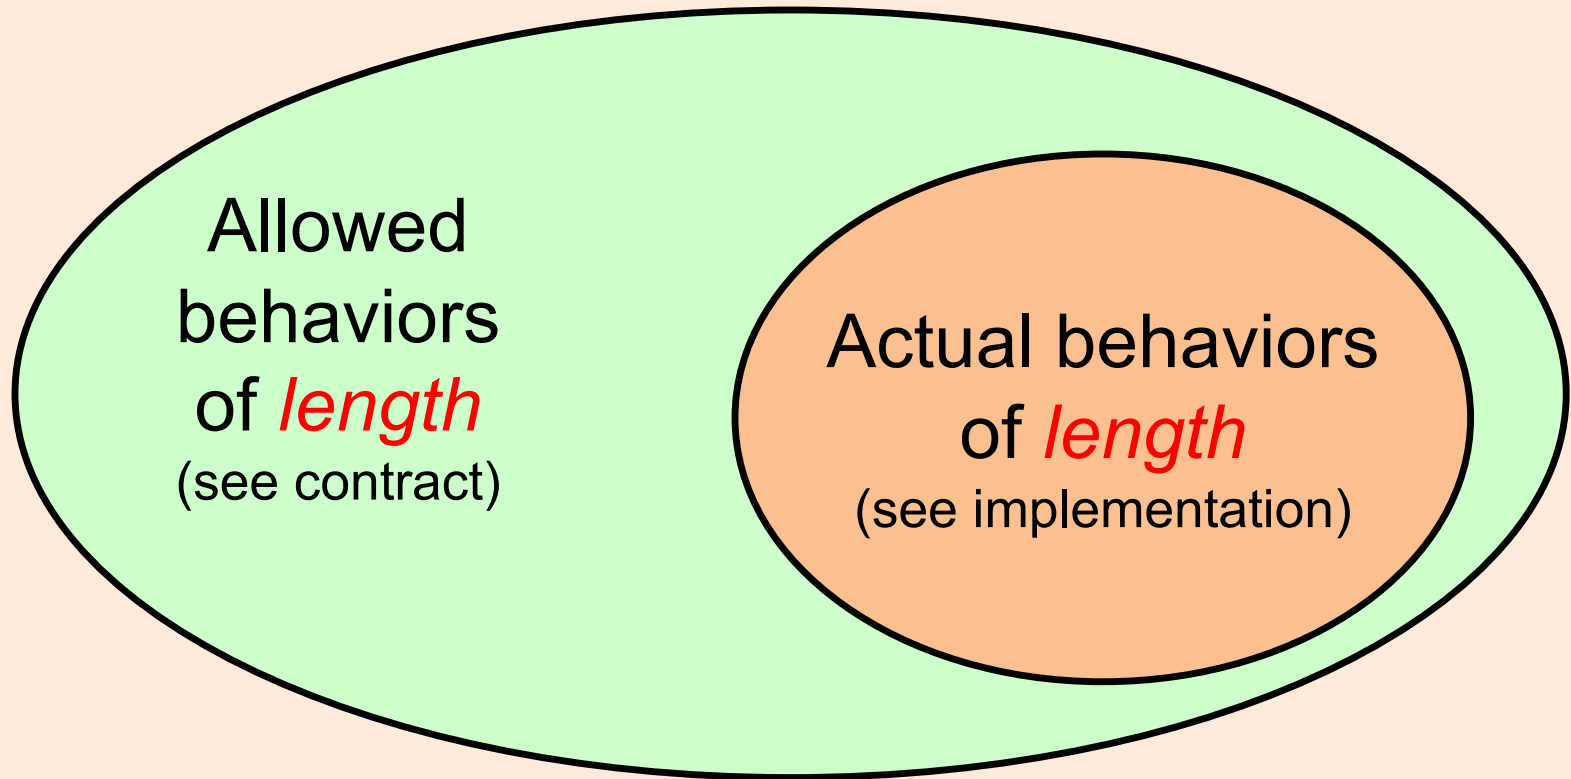 Allowed
behaviors
of length
(see contract)
Actual behaviors
of length
(see implementation)